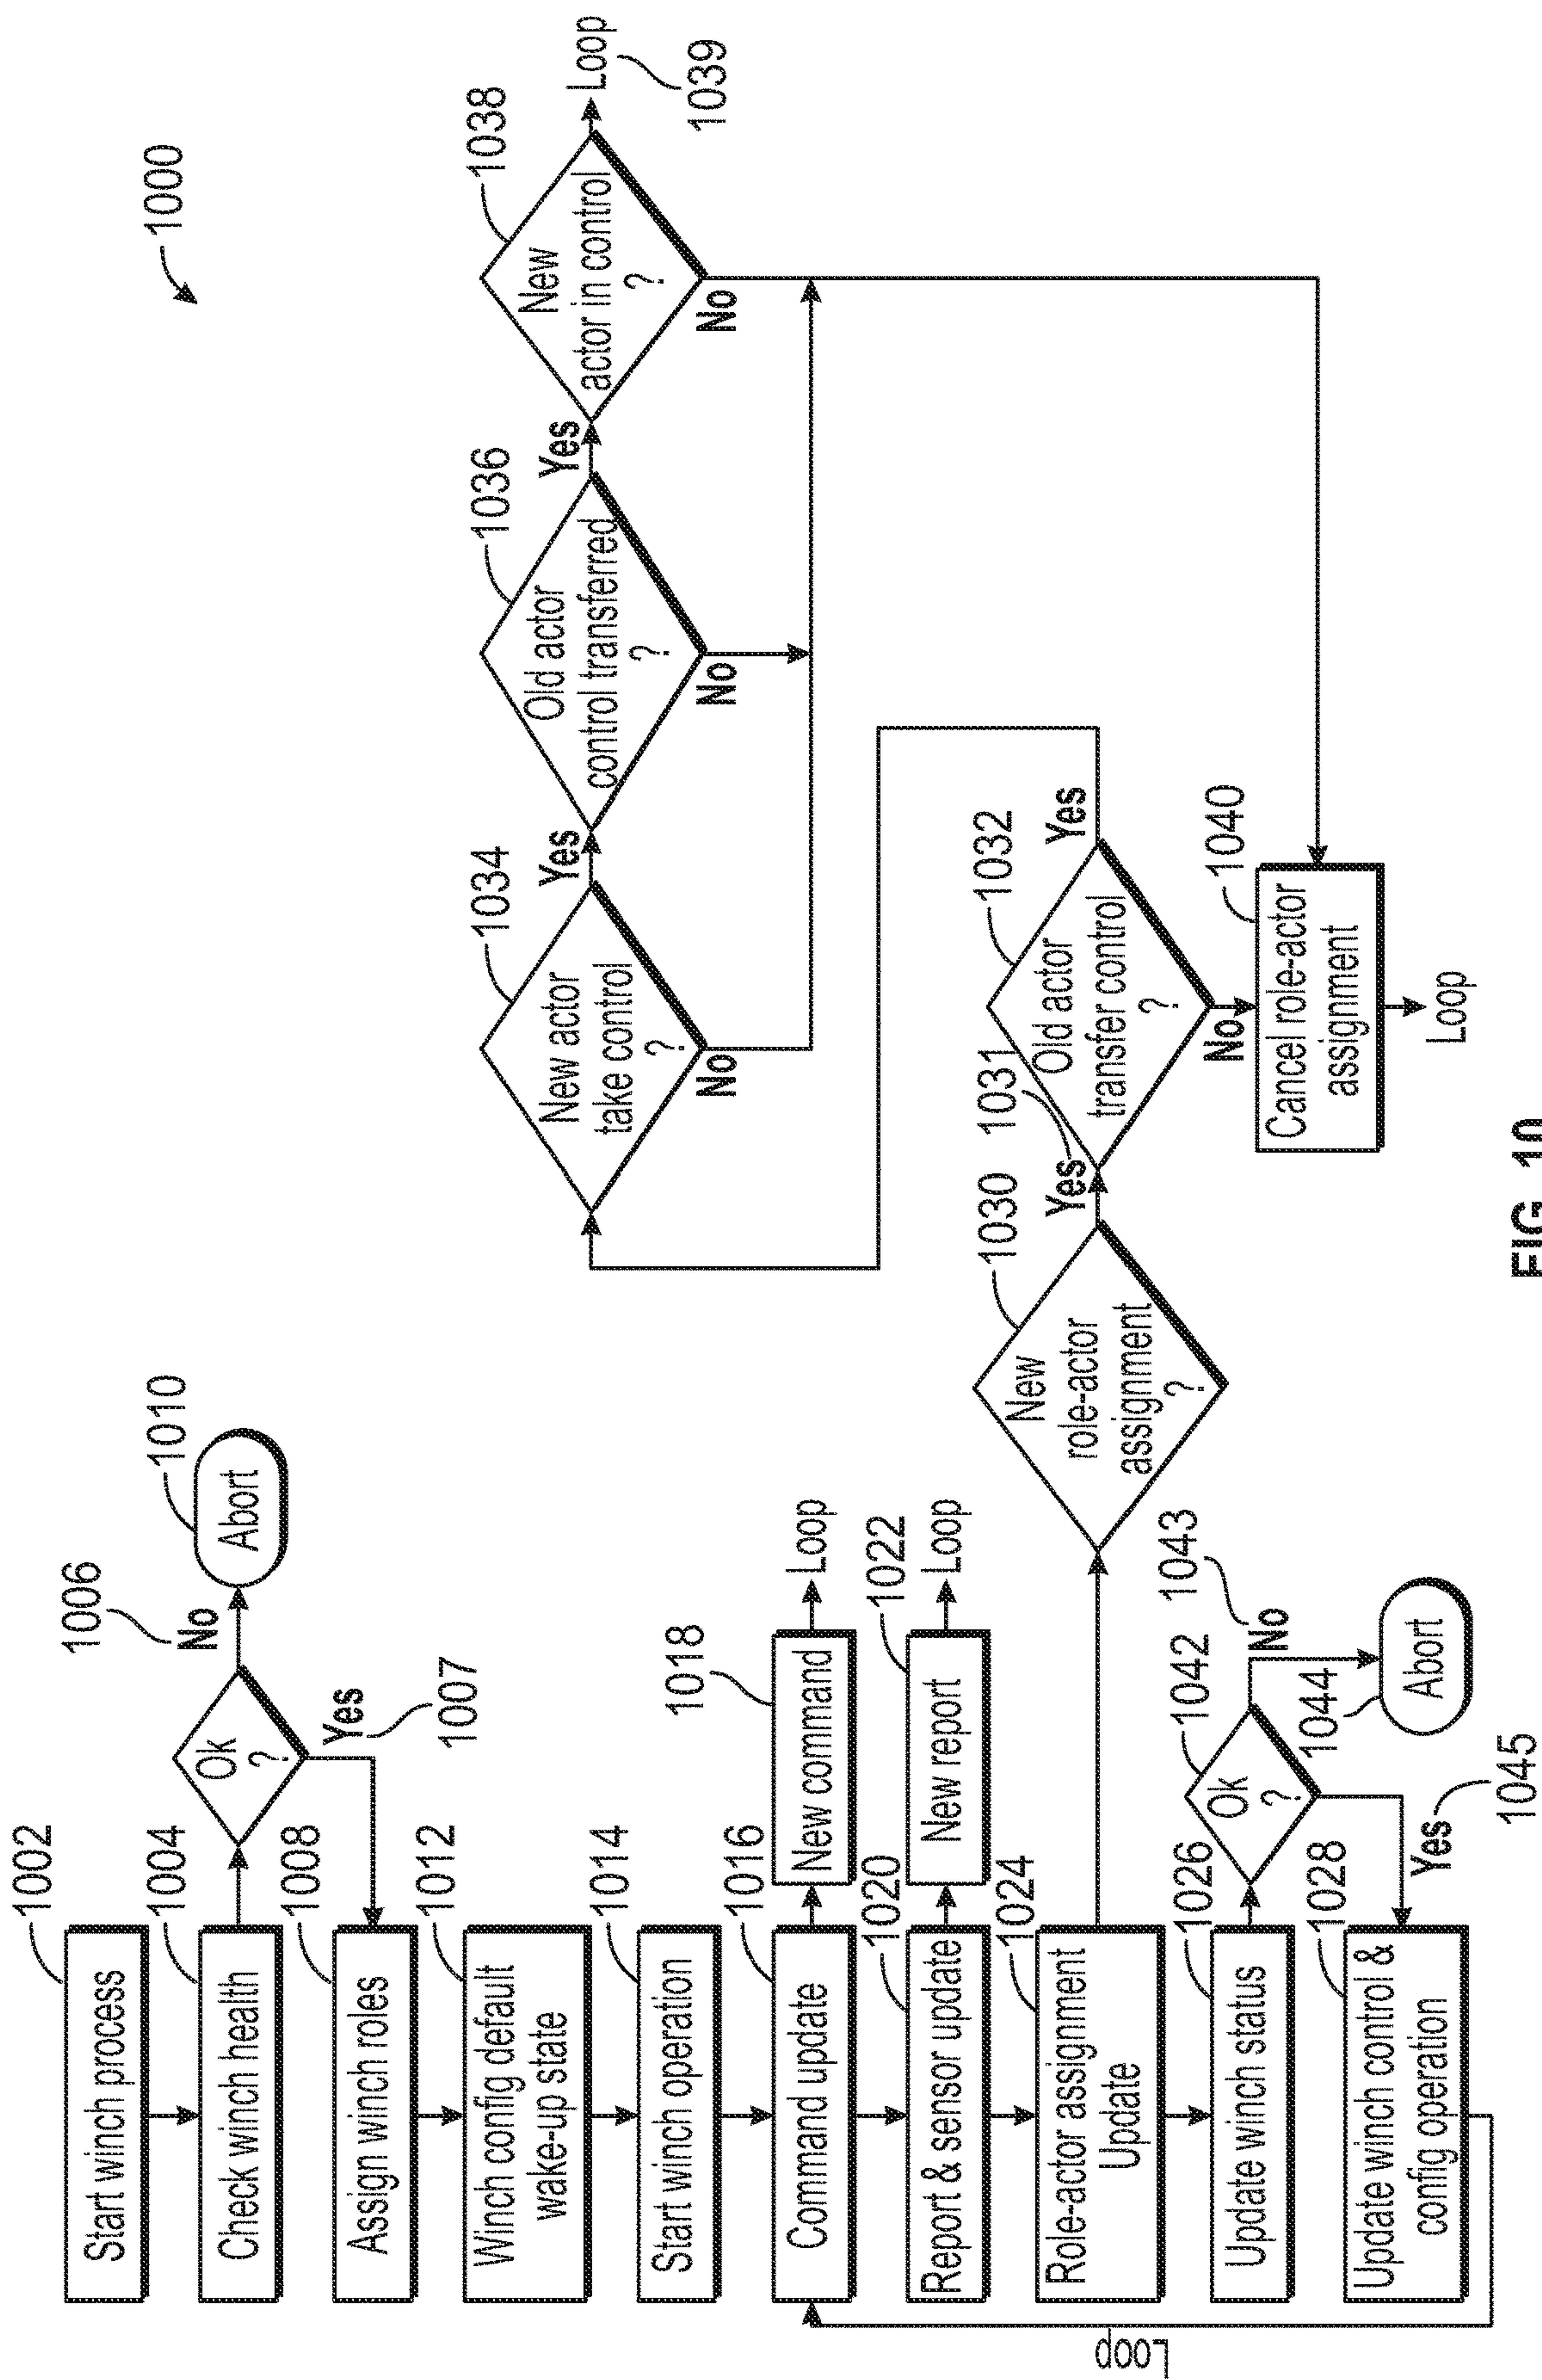 1000
Start winch process
1002
Check winch health
1004
Ok
?
No
1006
Abort
1010
Yes
1007
Assign winch roles
1008
Winch config default
wake-up state
1012
Start winch operation
1014
Command update
1016
New command
1018
Loop
Report & sensor update
1020
New report
1022
Loop
Role-actor assignment
Update
1024
New
role-actor
assignment
?
1030
Yes
1031
Old actor
transfer control
?
1032
Yes
No
New actor
take control
?
1034
Yes
No
Old actor
control transferred
?
1036
Yes
No
New
actor in control
?
1038
No
Loop
1039
Cancel role-actor
assignment
1040
Loop
Update winch status
1026
Ok
?
1042
No
1043
Abort
1044
Yes
1045
Update winch control &
config operation
1028
Loop
FIG. 10